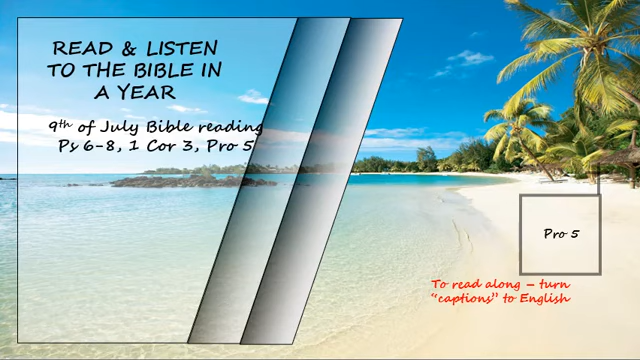 READ & LISTEN
TO THE BIBLE IN
A YEAR
9th of July Bible reading
Ps 6-8, 1 Cor 3, Pro 5
Pro 5
To read along – turn
“captions” to English